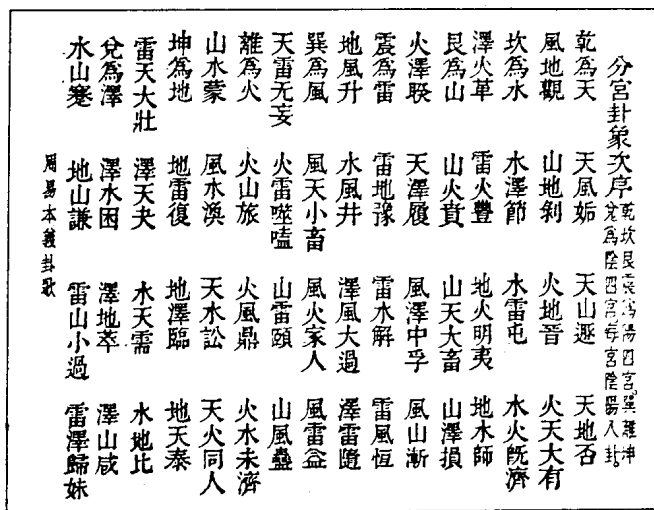 分宮卦象次序 乾坎艮震爲陽四宮巽離坤兌爲陰四宮每宮陰陽八卦
乾爲天 天風姤 天山遯 天地否
風地觀 山地剝 火地晉 火天大有
坎爲水 水澤節 水雷屯 水火旣濟
澤火革 雷火豐 地火明夷 地水師
艮爲山 山火賁 山天大畜 山澤損
火澤睽 天澤履 風澤中孚 風山漸
震爲雷 雷地豫 雷水解 雷風恆
地風升 水風井 澤風大過 澤雷隨
巽爲風 風天小畜 風火家人 風雷益
天雷无妄 火雷噬嗑 山雷頤 山風蠱
離爲火 火山旅 火風鼎 火水未濟
山水蒙 風水渙 天水訟 天火同人
坤爲地 地雷復 地澤臨 地天泰
雷天大壯 澤天夬 水天需 水地比
兌爲澤 澤水困 澤地萃 澤山咸
水山蹇 地山謙 雷山小過 雷澤歸妹
周易本義卦歌